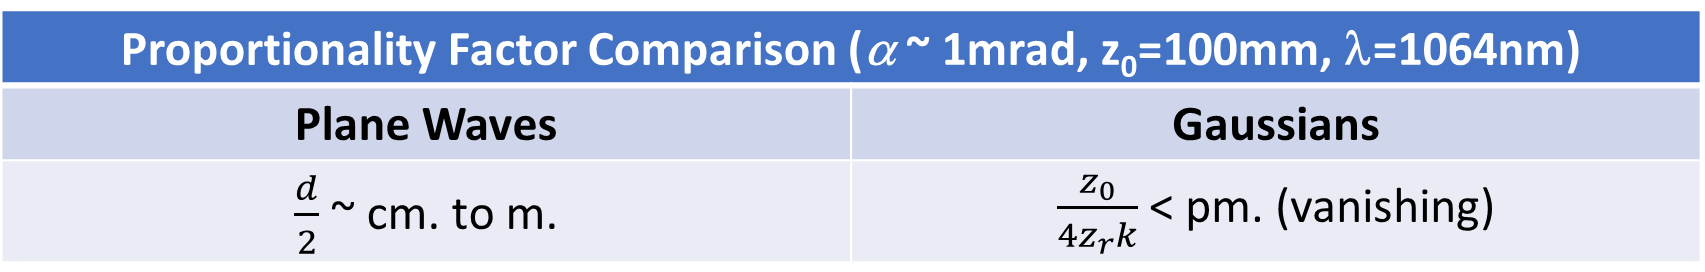 Proportionality Factor Comparison (α ~ 1mrad, z₀=100mm, λ=1064nm)
Plane Waves
Gaussians
d/2 ~ cm. to m.
z₀/4zᵣk < pm. (vanishing)